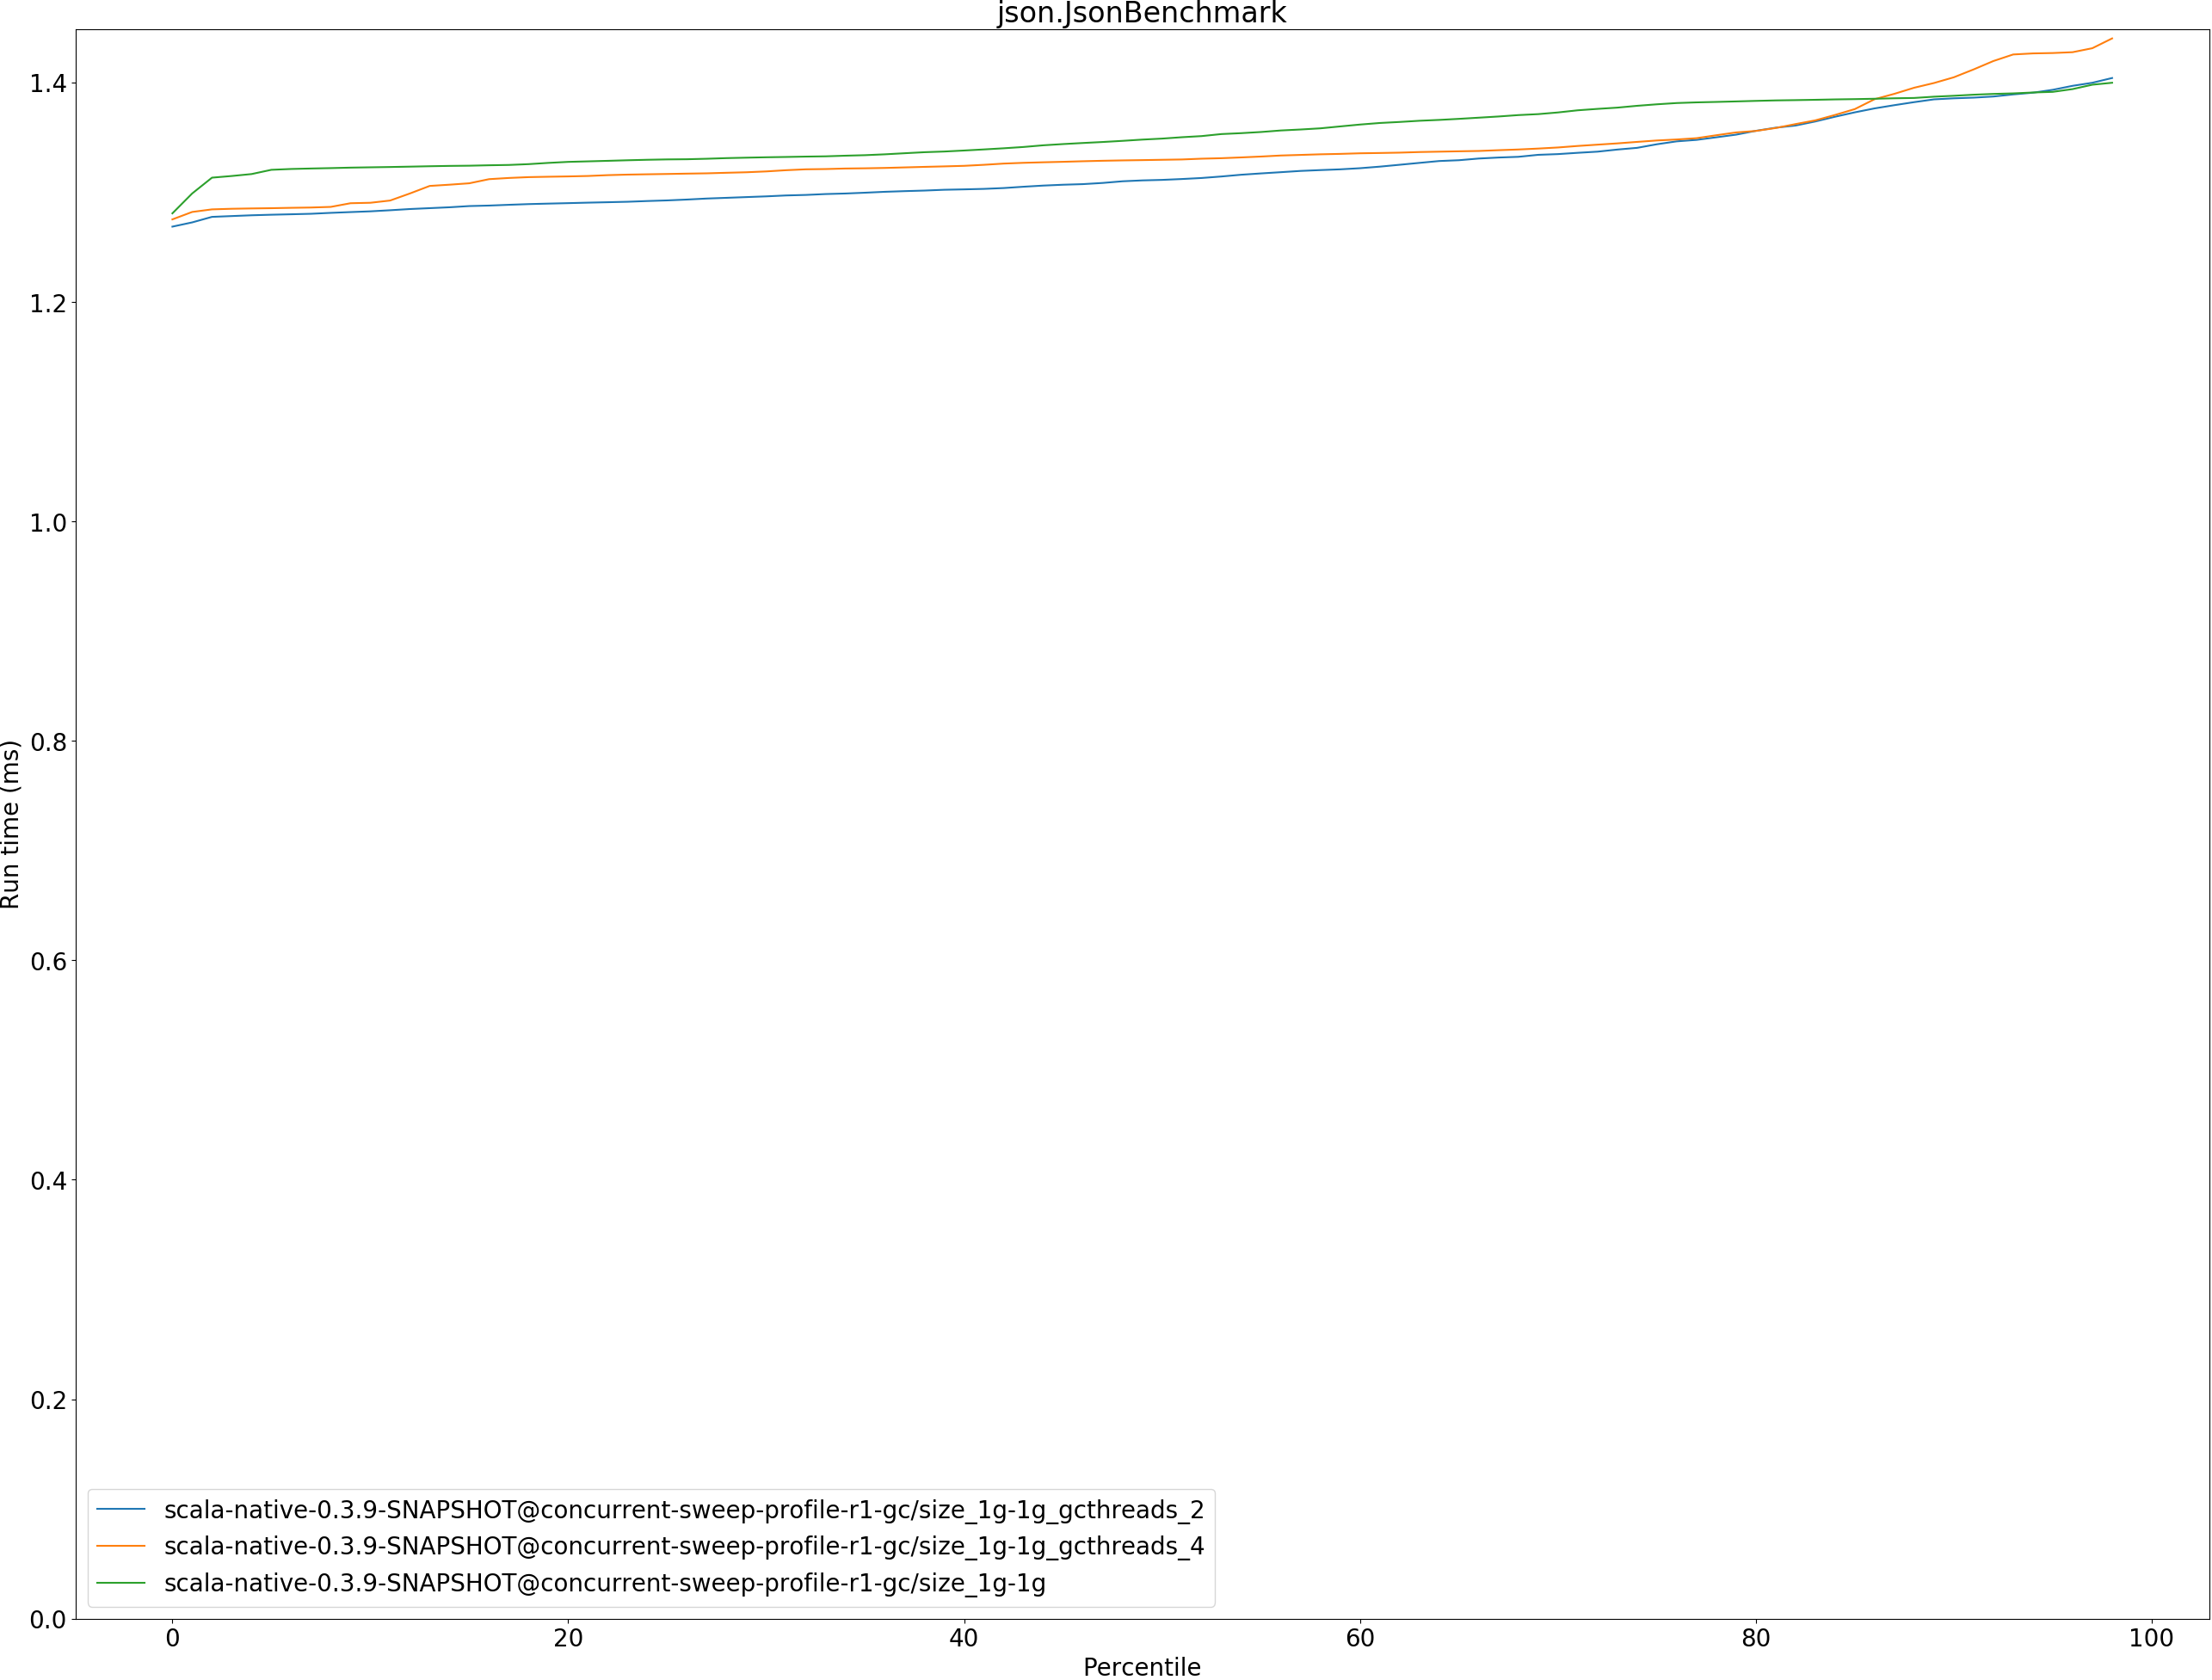 json.JsonBenchmark
1.4
1.2
1.0
0.8
0.6
0.4
0.2
0.0
Run time (ms)
0 20 40 60 80 100
Percentile
scala-native-0.3.9-SNAPSHOT@concurrent-sweep-profile-r1-gc/size_1g-1g_gcthreads_2
scala-native-0.3.9-SNAPSHOT@concurrent-sweep-profile-r1-gc/size_1g-1g_gcthreads_4
scala-native-0.3.9-SNAPSHOT@concurrent-sweep-profile-r1-gc/size_1g-1g